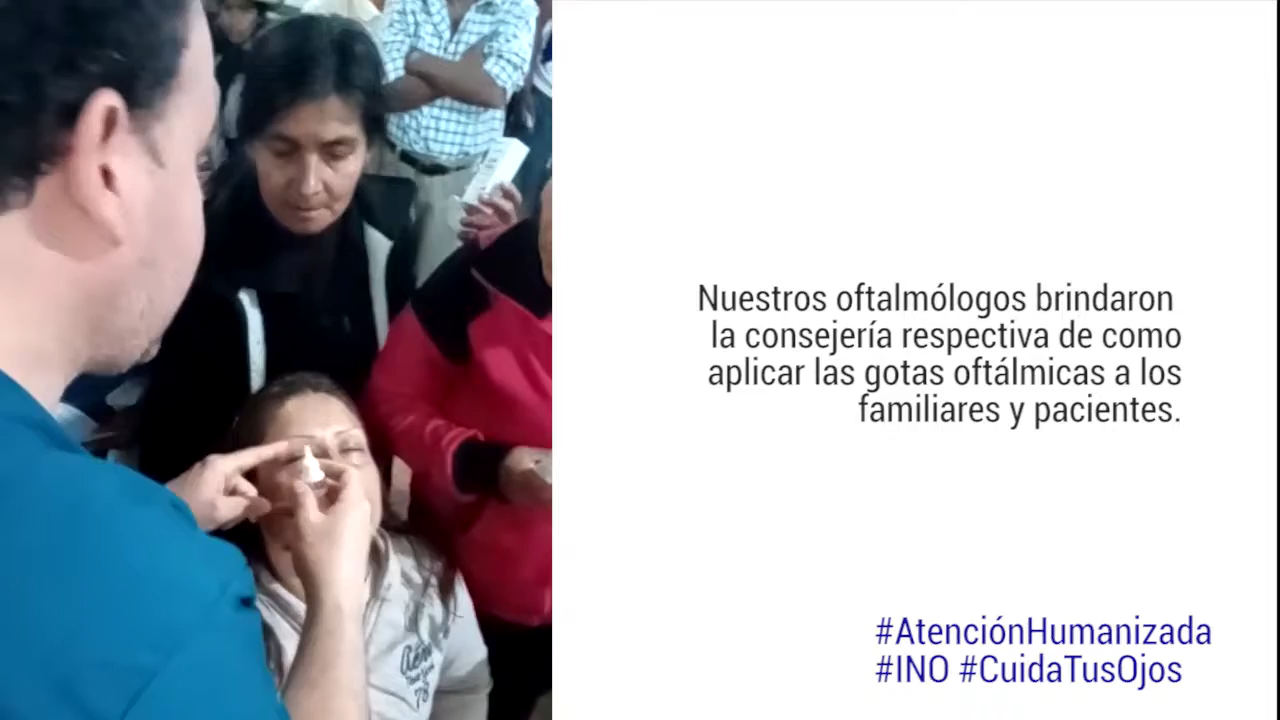 Nuestros oftalmólogos brindaron
la consejería respectiva de como
aplicar las gotas oftálmicas a los
familiares y pacientes.
#AtenciónHumanizada
#INO #CuidaTusOjos